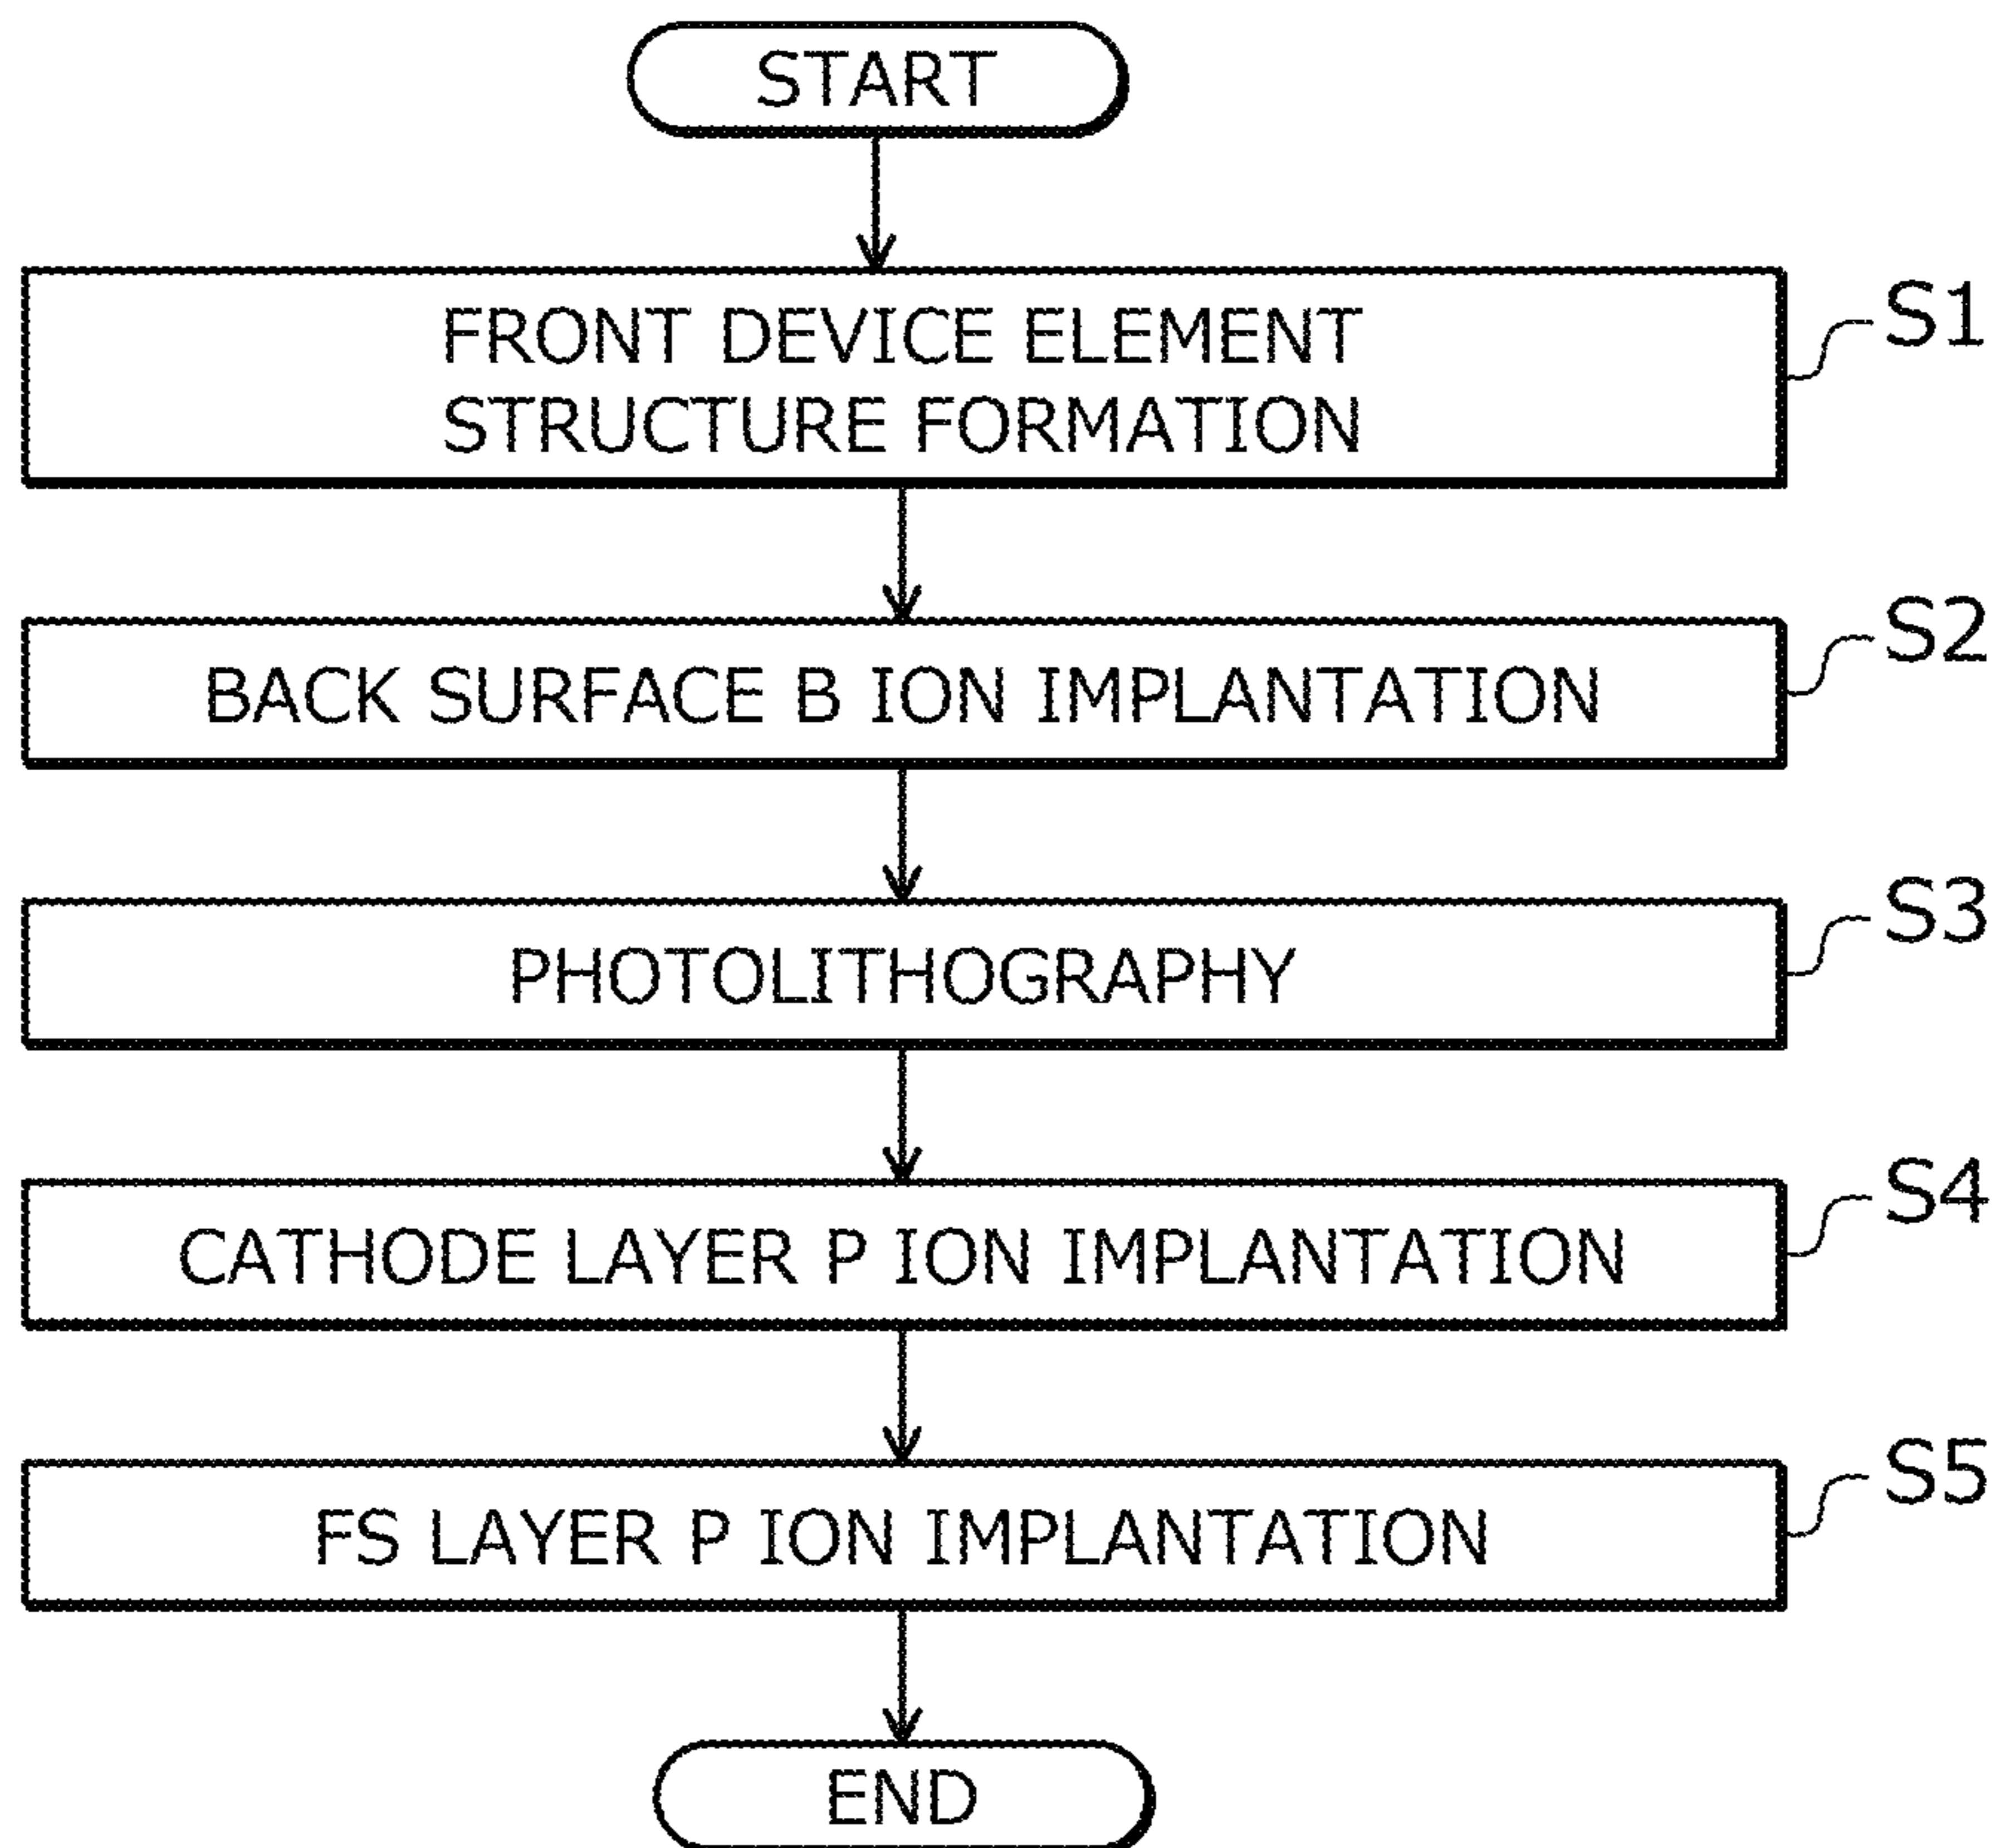 START
FRONT DEVICE ELEMENT
STRUCTURE FORMATION
S1
BACK SURFACE B ION IMPLANTATION
S2
PHOTOLITHOGRAPHY
S3
CATHODE LAYER P ION IMPLANTATION
S4
FS LAYER P ION IMPLANTATION
S5
END